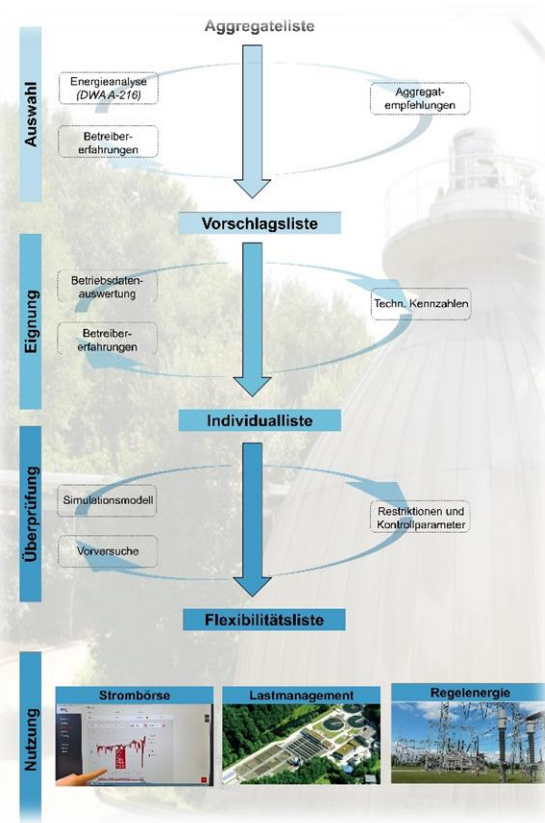 Aggregateliste
Auswahl
Energieanalyse
(DWA A-216)
Aggregat-
empfehlungen
Betreiber-
erfahrungen
Vorschlagsliste
Eignung
Betriebsdaten-
auswertung
Techn. Kennzahlen
Betreiber-
erfahrungen
Individualliste
Überprüfung
Simulationsmodell
Restriktionen und
Kontrollparameter
Vorversuche
Flexibilitätsliste
Nutzung
Strombörse
Lastmanagement
Regelenergie